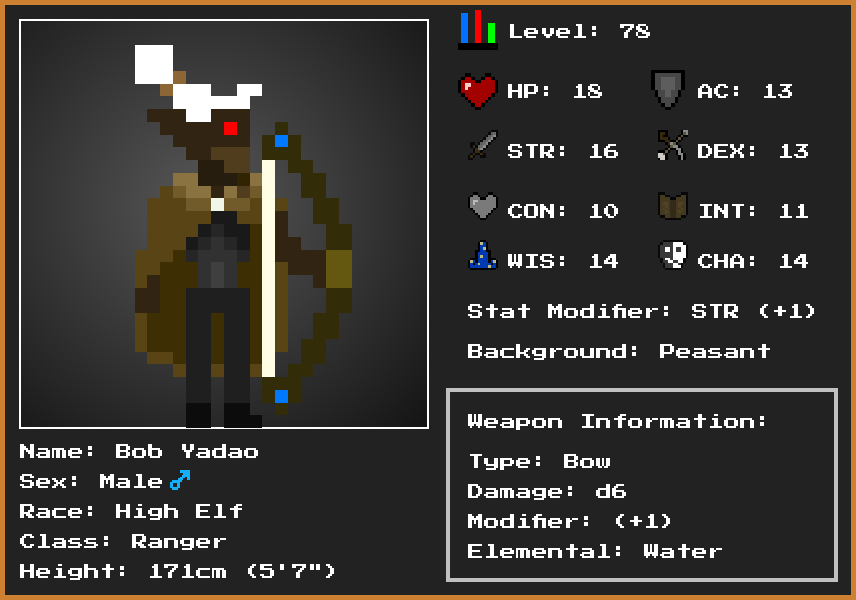 Level: 78
HP: 18 AC: 13
STR: 16 DEX: 13
CON: 10 INT: 11
WIS: 14 CHA: 14
Stat Modifier: STR (+1)
Background: Peasant
Weapon Information:
Type: Bow
Damage: d6
Modifier: (+1)
Elemental: Water
Name: Bob Yadao
Sex: Male♂
Race: High Elf
Class: Ranger
Height: 171cm (5'7")